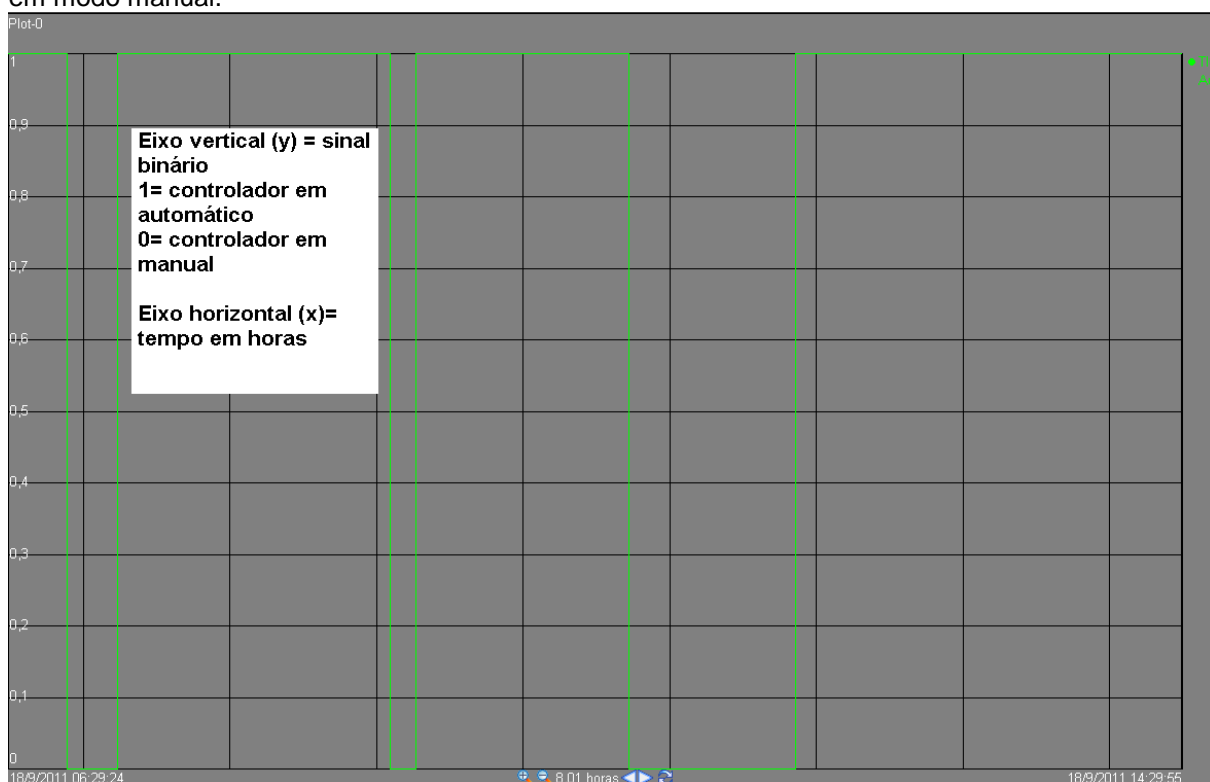 em modo manual.
Plot-0
1
0,9
0,8
0,7
0,6
0,5
0,4
0,3
0,2
0,1
0
Eixo vertical (y) = sinal
binário
1= controlador em
automático
0= controlador em
manual
Eixo horizontal (x)=
tempo em horas
18/9/2011 06:29:24
8,01 horas
18/9/2011 14:29:55